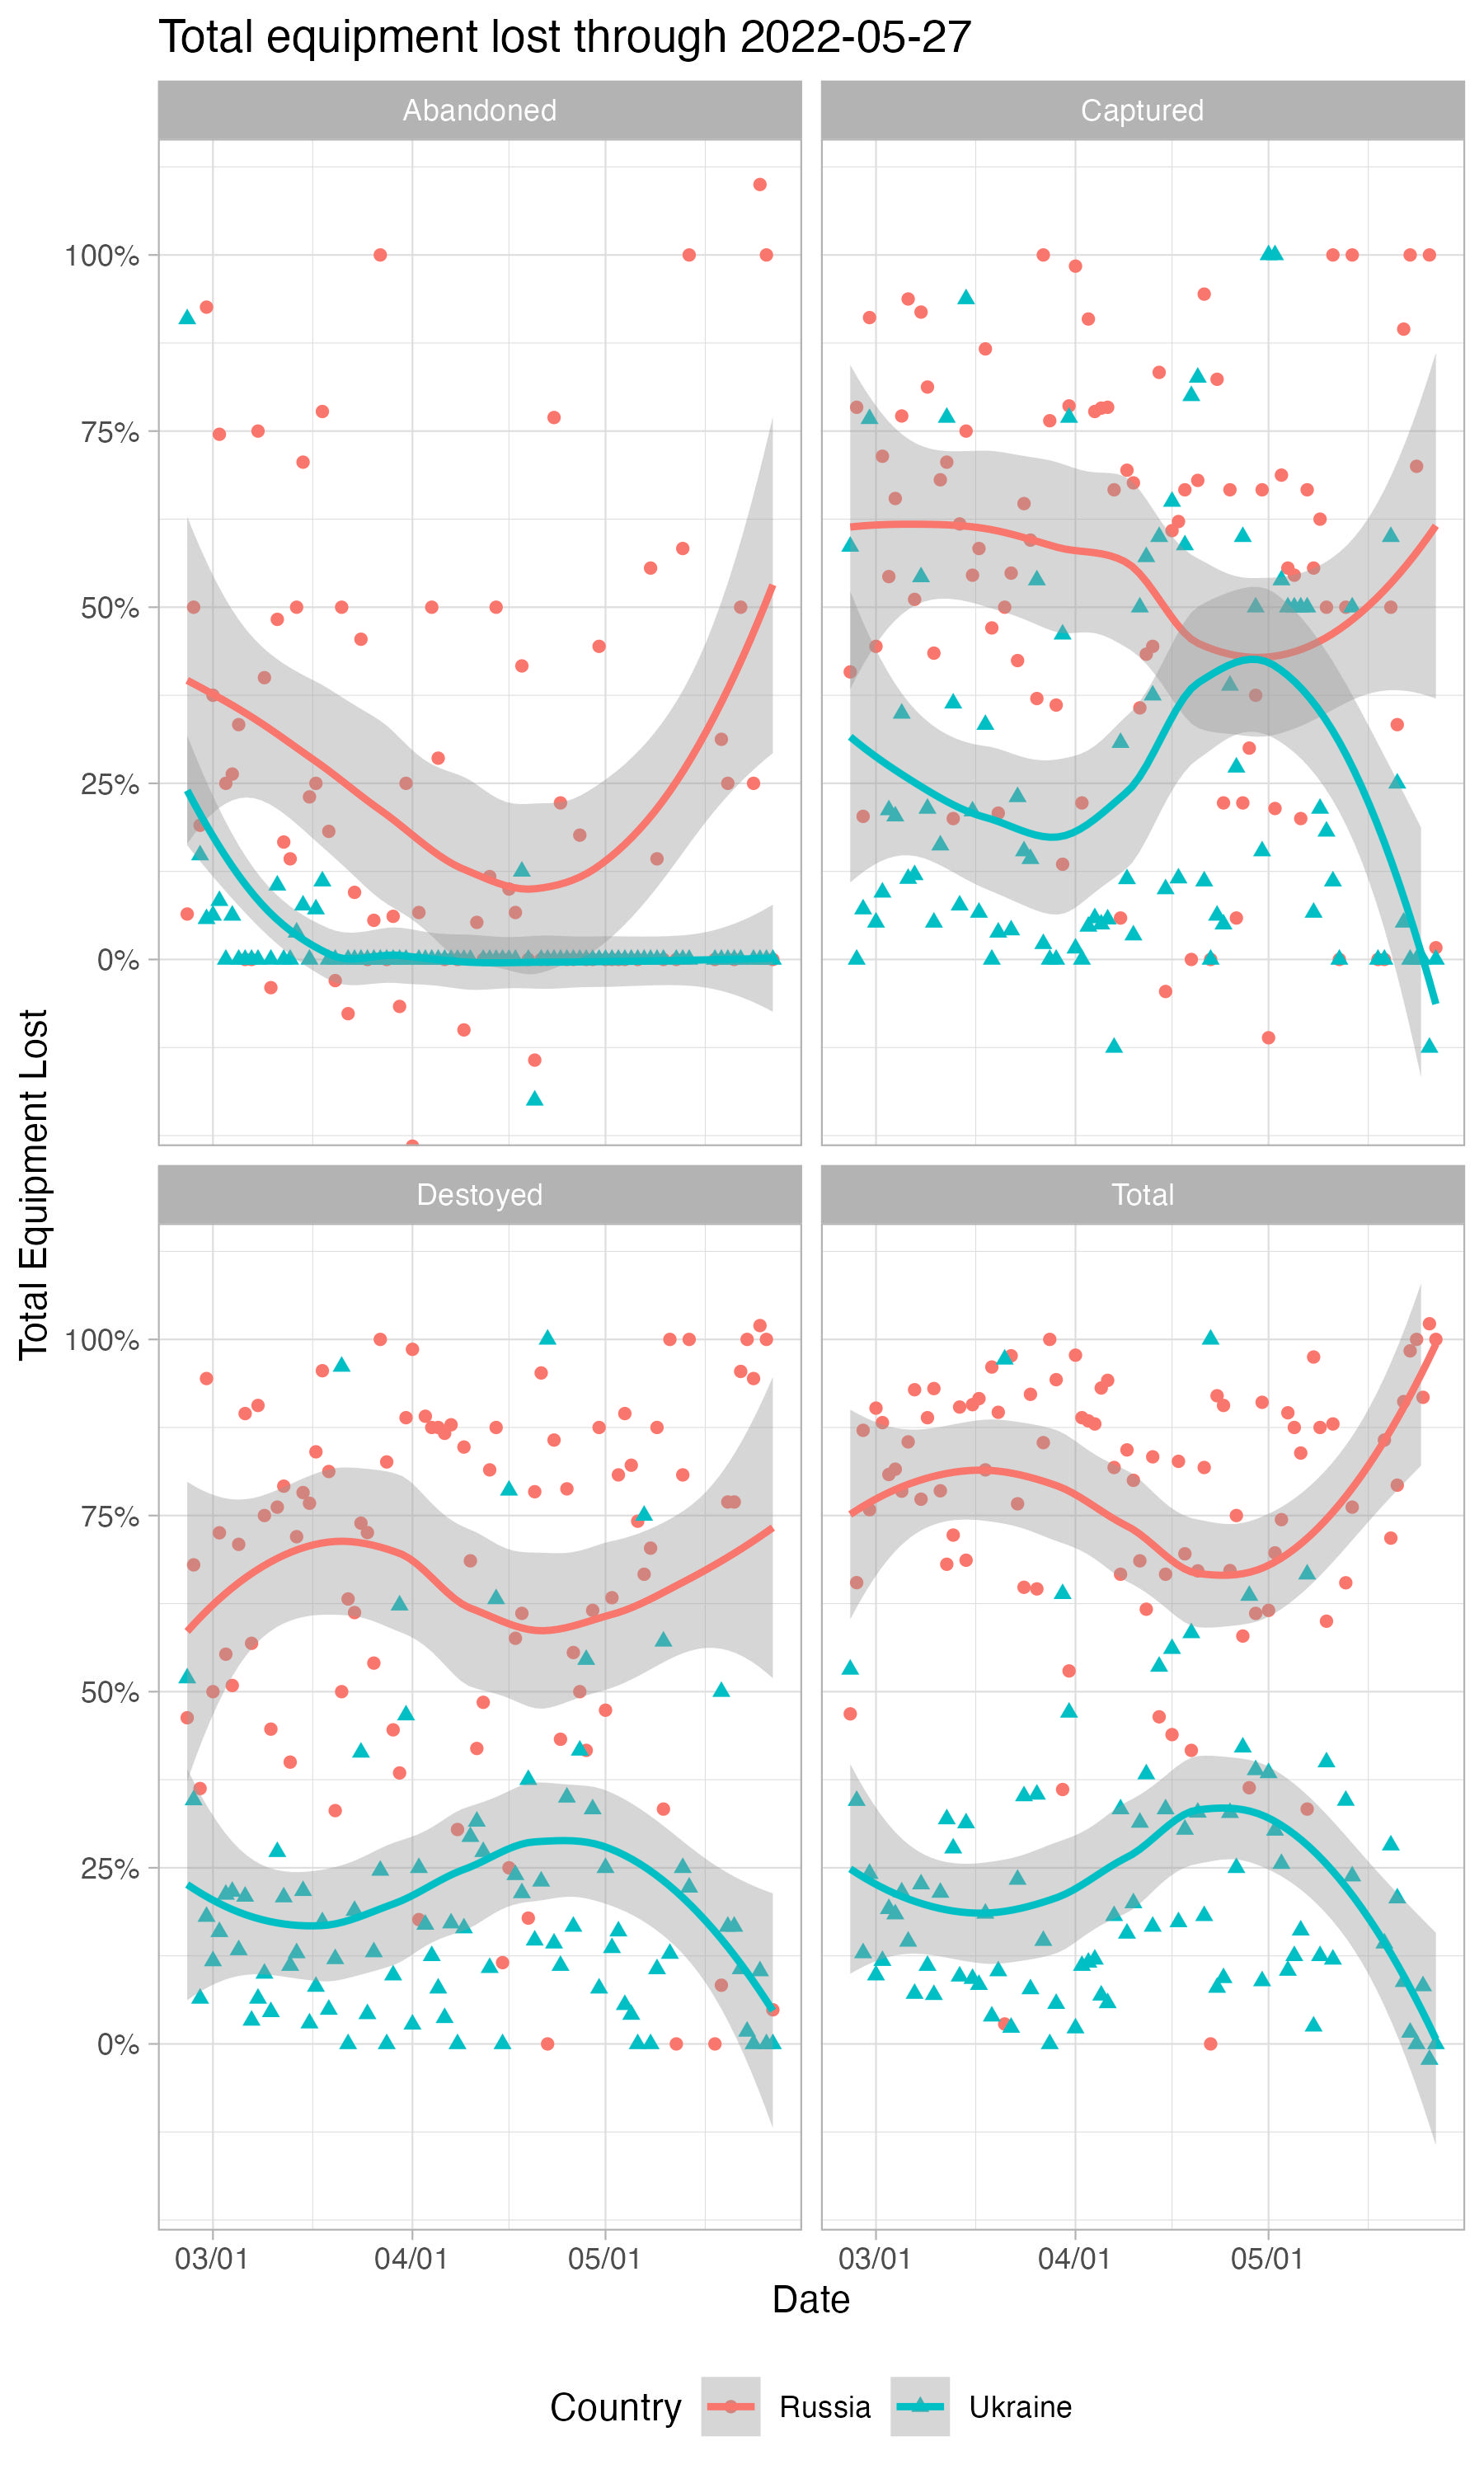 Total equipment lost through 2022-05-27
Abandoned
Captured
100%
75%
50%
25%
0%
Total Equipment Lost
Destoyed
Total
100%
75%
50%
25%
0%
03/01 04/01 05/01
03/01 04/01 05/01
Date
Country Russia Ukraine